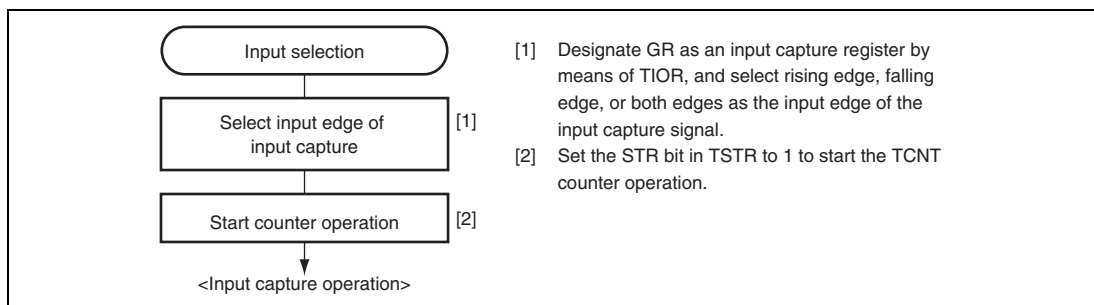 Input selection
Select input edge of
input capture
[1]
Start counter operation
[2]
<Input capture operation>
[1] Designate GR as an input capture register by
means of TIOR, and select rising edge, falling
edge, or both edges as the input edge of the
input capture signal.
[2] Set the STR bit in TSTR to 1 to start the TCNT
counter operation.